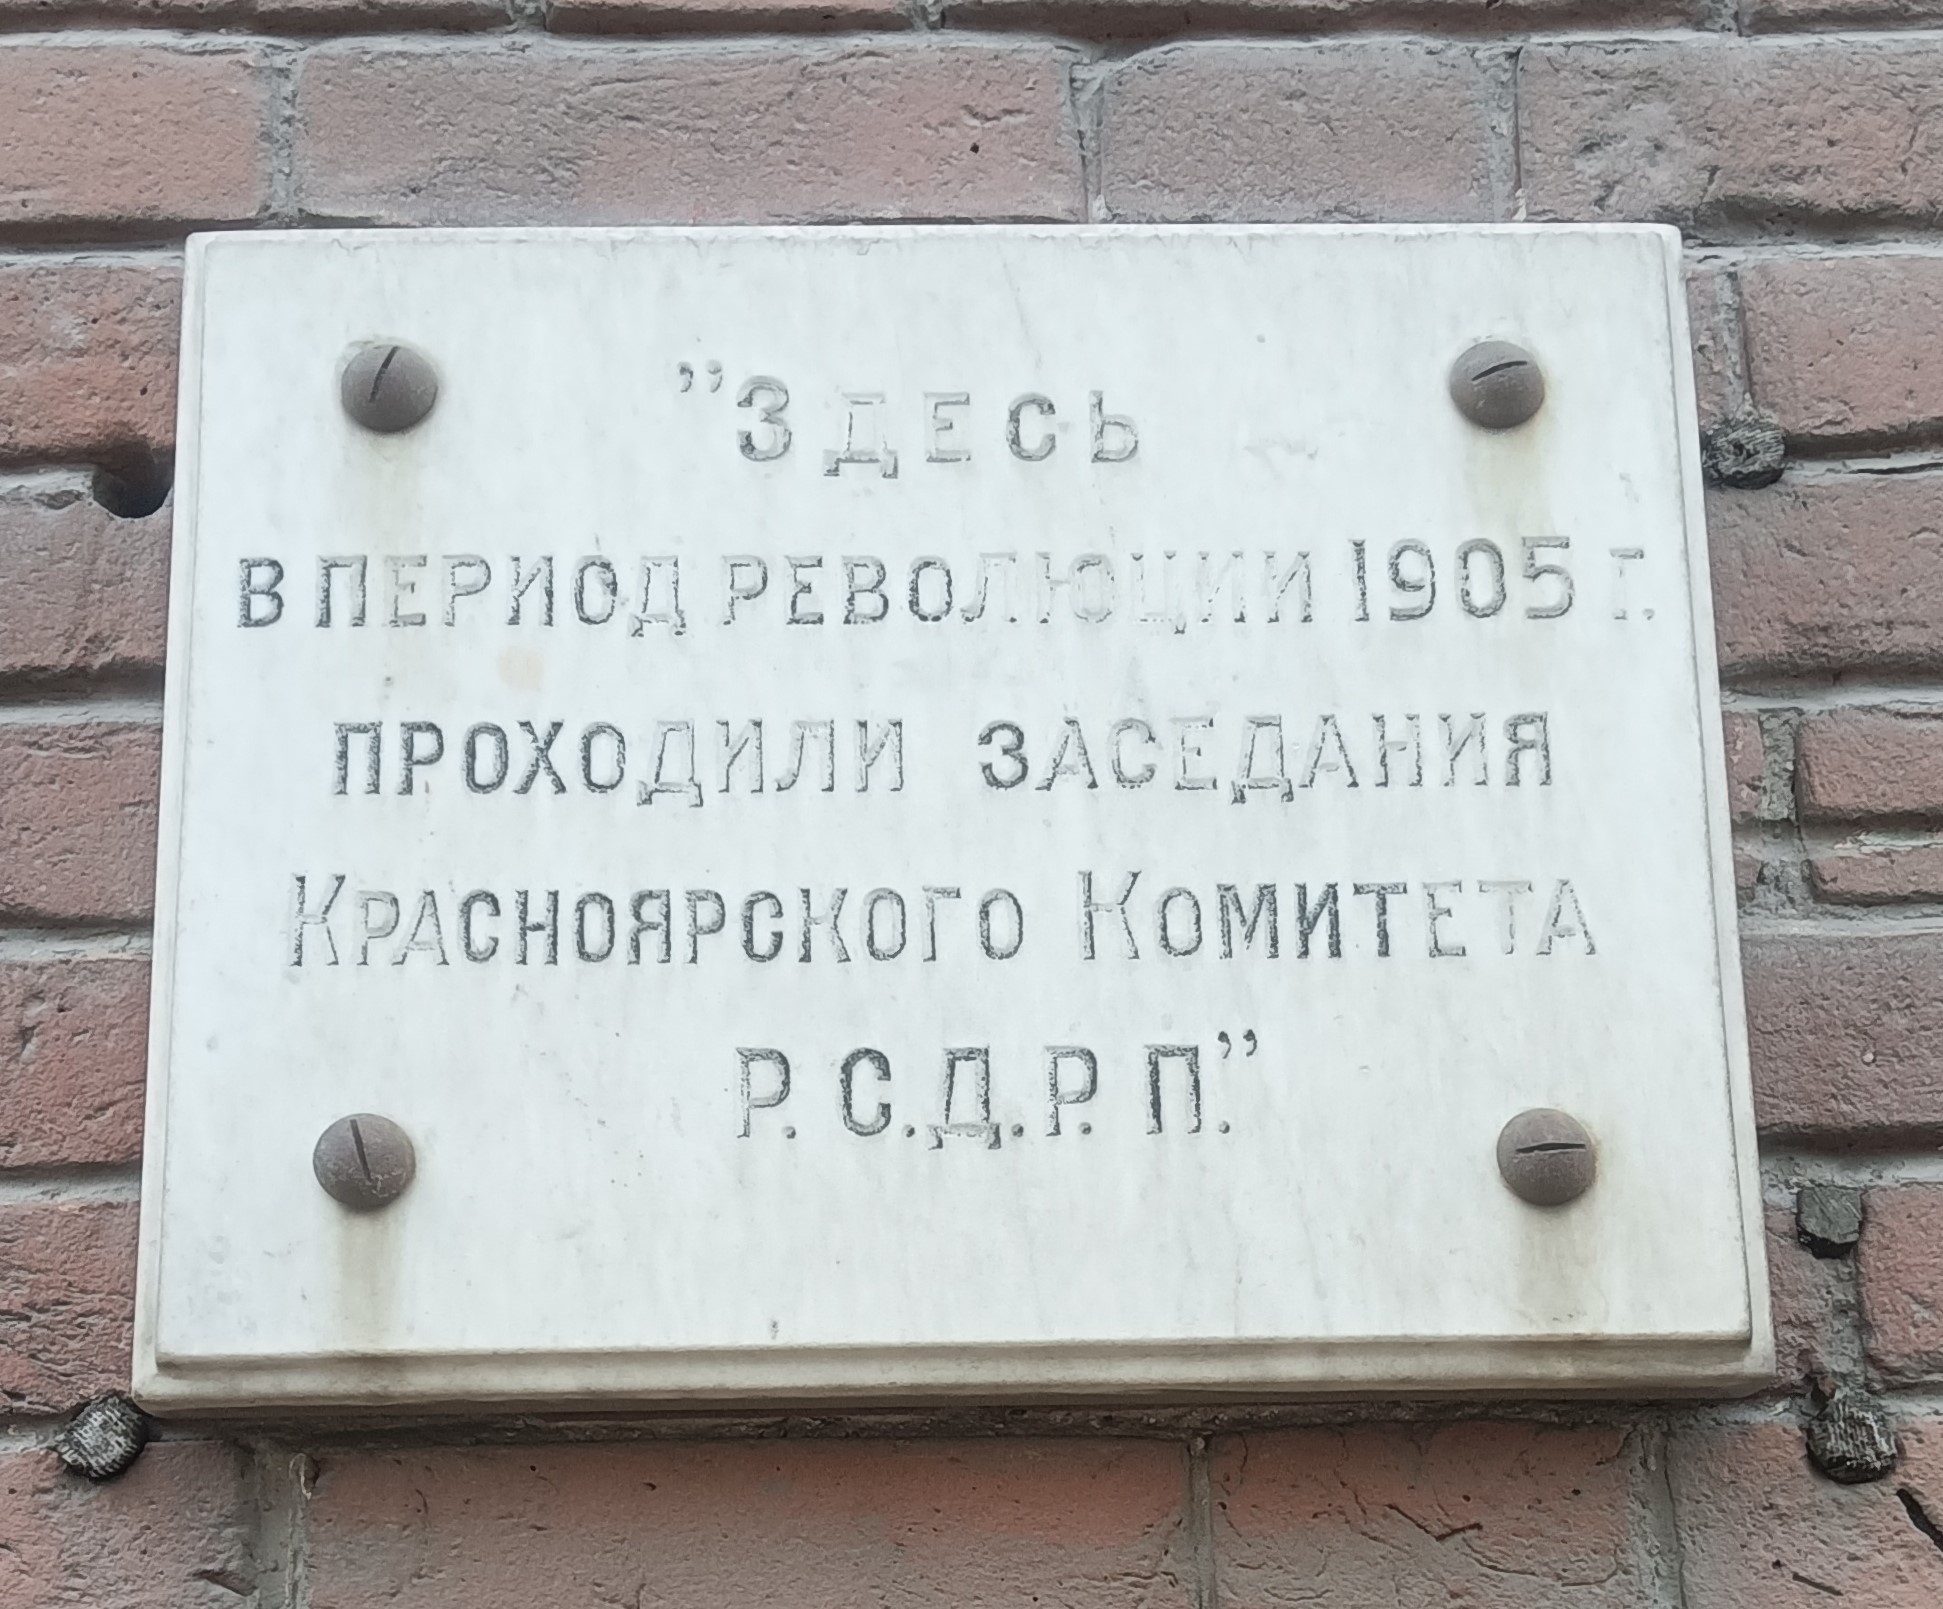 "Здесь
в период революции 1905 г.
проходили заседания
Красноярского Комитета
Р.С.Д.Р.П."